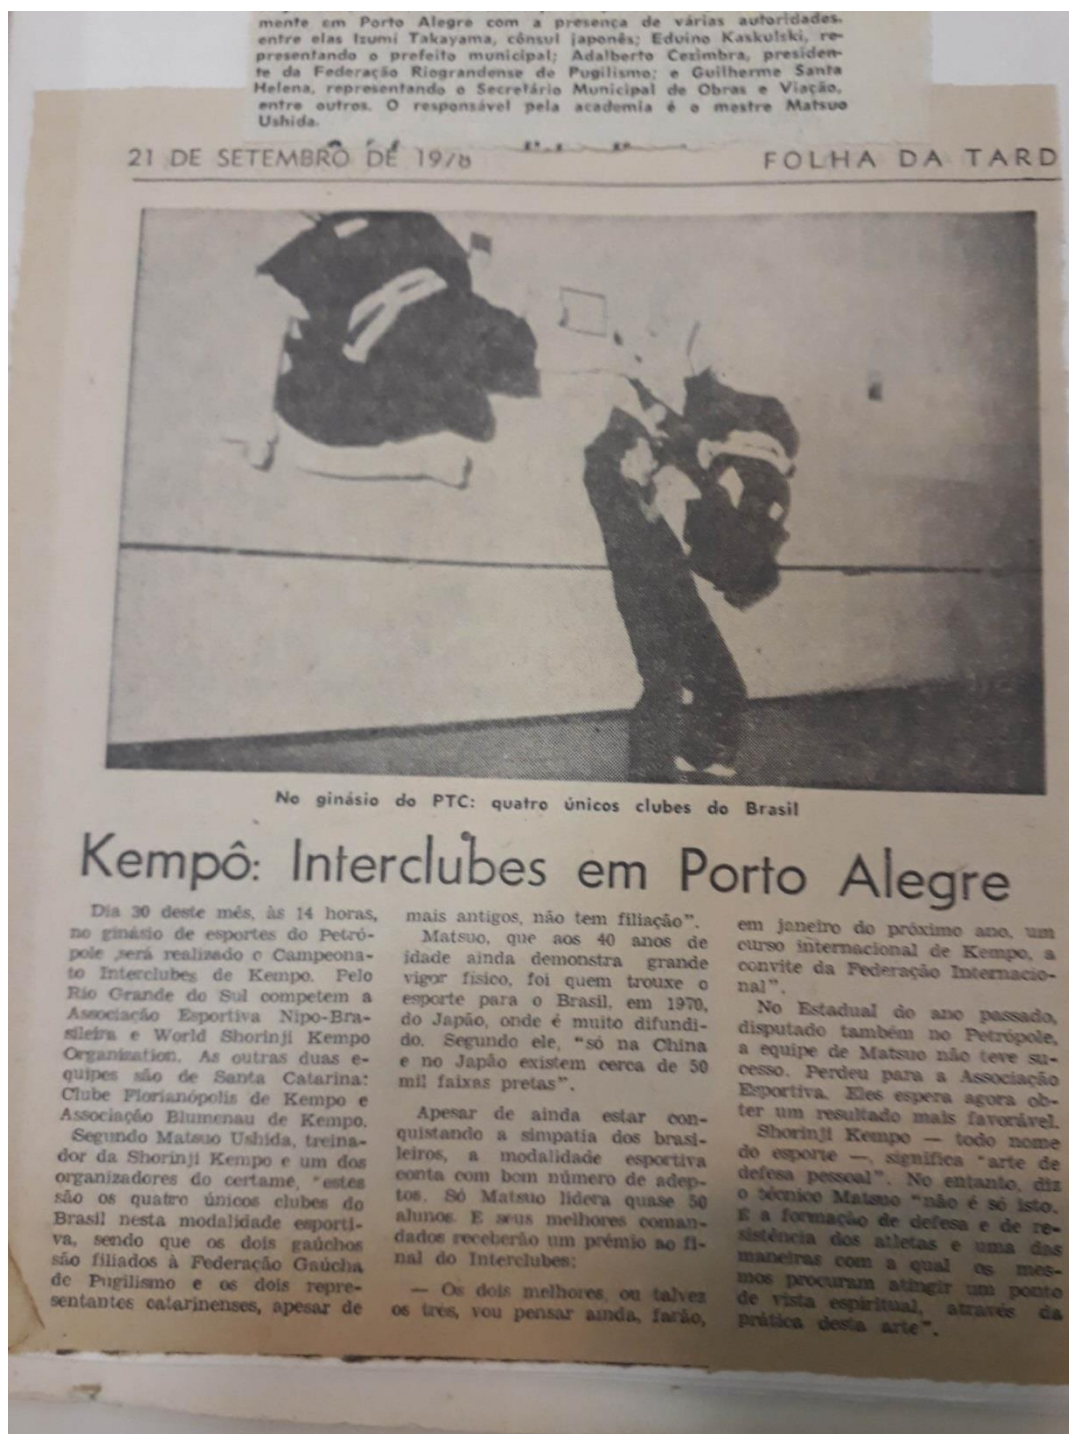 mente em Porto Alegre com a presença de várias autoridades,
entre elas Izumi Takayama, cônsul japonês; Eduino Kaskulski, re-
presentando o prefeito municipal; Adalberto Cezimbra, presiden-
te da Federação Riograndense de Pugilismo; e Guilherme Santa
Helena, representando o Secretário Municipal de Obras e Viação,
entre outros. O responsável pela academia é o mestre Matsuo
Ushida.
21 DE SETEMBRO DE 1978
FOLHA DA TARD
No ginásio do PTC: quatro únicos clubes do Brasil
Kempô: Interclubes em Porto Alegre
Dia 30 deste mês, às 14 horas,
no ginásio de esportes do Petró-
pole ,será realizado o Campeona-
to Interclubes de Kempo. Pelo
Rio Grande do Sul competem a
Associação Esportiva Nipo-Bra-
sileira e World Shorinji Kempo
Organization. As outras duas e-
quipes são de Santa Catarina:
Clube Florianópolis de Kempo e
Associação Blumenau de Kempo.
Segundo Matsuo Ushida, treina-
dor da Shorinji Kempo e um dos
organizadores do certame, "estes
são os quatro únicos clubes do
Brasil nesta modalidade esporti-
va, sendo que os dois gaúchos
são filiados à Federação Gaúcha
de Pugilismo e os dois repre-
sentantes catarinenses, apesar de
mais antigos, não tem filiação".
Matsuo, que aos 40 anos de
idade ainda demonstra grande
vigor físico, foi quem trouxe o
esporte para o Brasil, em 1970,
do Japão, onde é muito difundi-
do. Segundo ele, "só na China
e no Japão existem cerca de 50
mil faixas pretas".
Apesar de ainda estar con-
quistando a simpatia dos brasi-
leiros, a modalidade esportiva
conta com bom número de adep-
tos. Só Matsuo lidera quase 50
alunos. E seus melhores coman-
dados receberão um prêmio ao fi-
nal do Interclubes:
— Os dois melhores, ou talvez
os três, vou pensar ainda, farão,
em janeiro do próximo ano, um
curso internacional de Kempo, a
convite da Federação Internacio-
nal".
No Estadual do ano passado,
disputado também no Petrópole,
a equipe de Matsuo não teve su-
cesso. Perdeu para a Associação
Esportiva. Eles espera agora ob-
ter um resultado mais favorável.
Shorinji Kempo — todo nome
do esporte —, significa "arte de
defesa pessoal". No entanto, diz
o técnico Matsuo "não é só isto.
É a formação de defesa e de re-
sistência dos atletas e uma das
maneiras com a qual os mes-
mos procuram atingir um ponto
de vista espiritual, através da
prática desta arte".